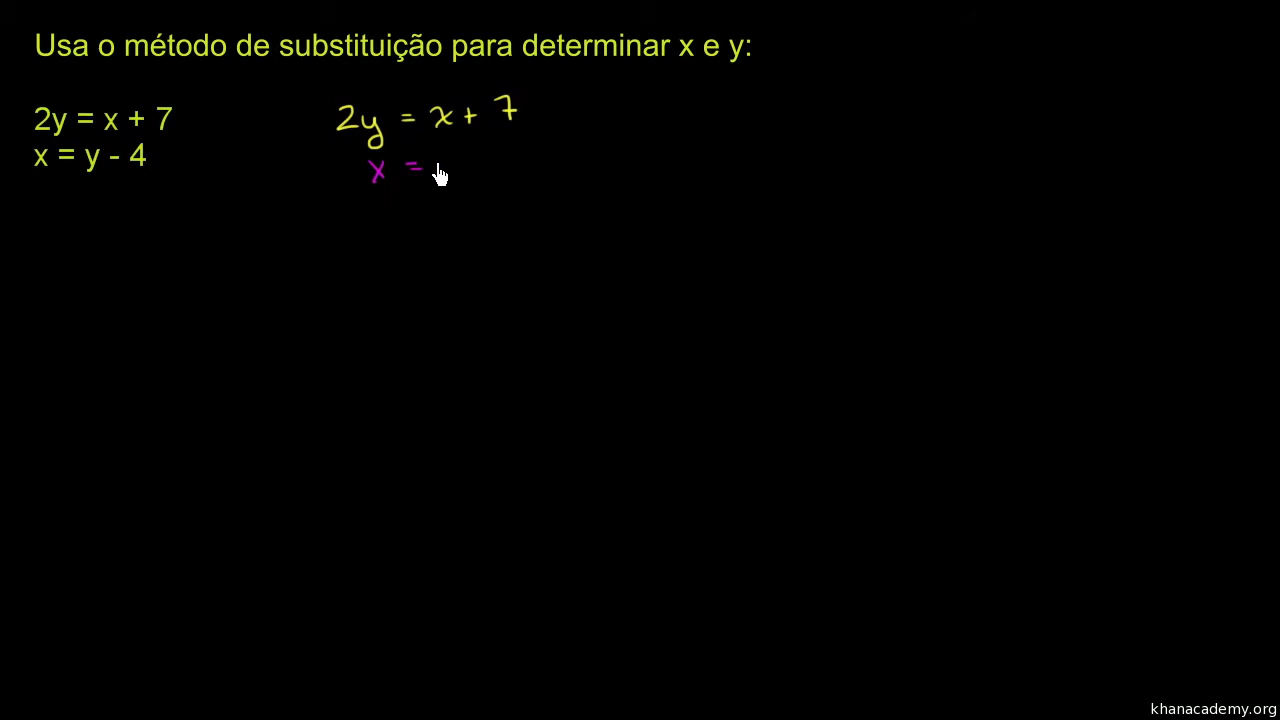 Usa o método de substituição para determinar x e y:
2y = x + 7
x = y - 4
2y = x + 7
x =
khanacademy.org